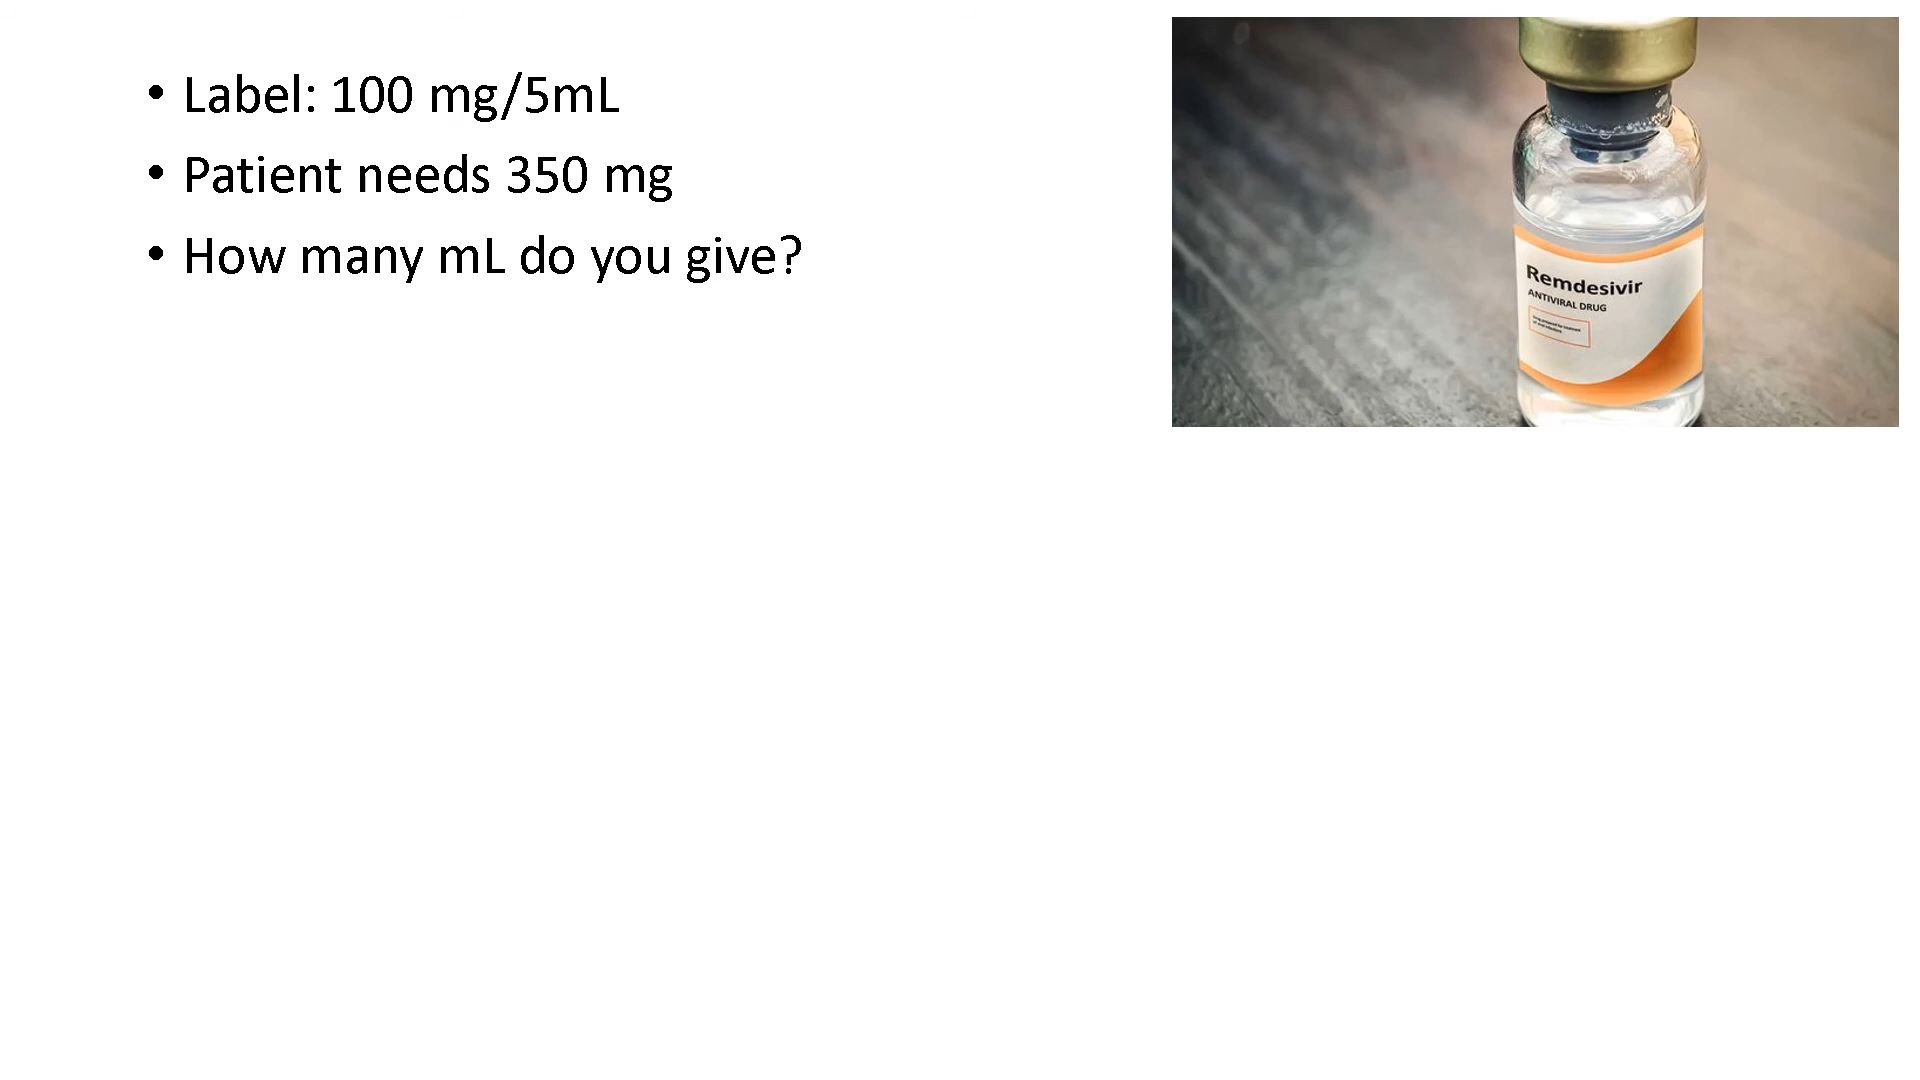 • Label: 100 mg/5mL
• Patient needs 350 mg
• How many mL do you give?
Remdesivir
ANTIVIRAL DRUG